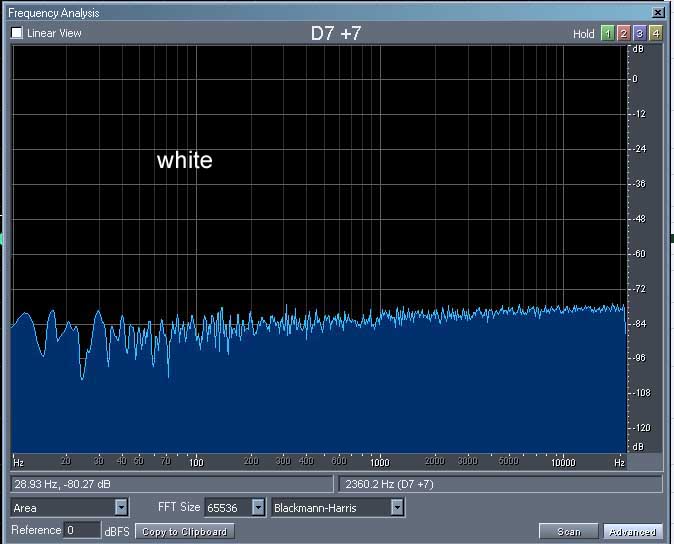 Frequency Analysis
Linear View
D7 +7
Hold 1 2 3 4
dB
0
-12
-24
white
-36
-48
-60
-72
-84
-96
-108
-120
dB
Hz 20 30 40 50 70 100 200 300 400 600 1000 2000 3000 4000 6000 10000 Hz
28.93 Hz, -80.27 dB
2360.2 Hz (D7 +7)
Area FFT Size 65536 Blackmann-Harris
Reference 0 dBFS Copy to Clipboard Scan Advanced